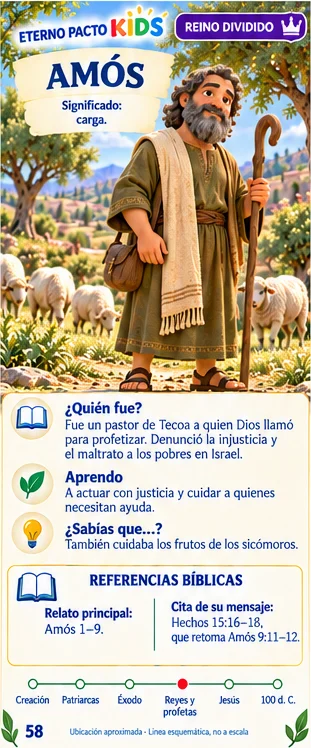 ETERNO PACTO KIDS
REINO DIVIDIDO
AMÓS
Significado:
carga.
¿Quién fue?
Fue un pastor de Tecoa a quien Dios llamó
para profetizar. Denunció la injusticia y
el maltrato a los pobres en Israel.
Aprendo
A actuar con justicia y cuidar a quienes
necesitan ayuda.
¿Sabías que...?
También cuidaba los frutos de los sicómoros.
REFERENCIAS BÍBLICAS
Relato principal:
Amós 1–9.
Cita de su mensaje:
Hechos 15:16–18,
que retoma Amós 9:11–12.
Creación
Patriarcas
Éxodo
Reyes y
profetas
Jesús
100 d. C.
58
Ubicación aproximada · Línea esquemática, no a escala